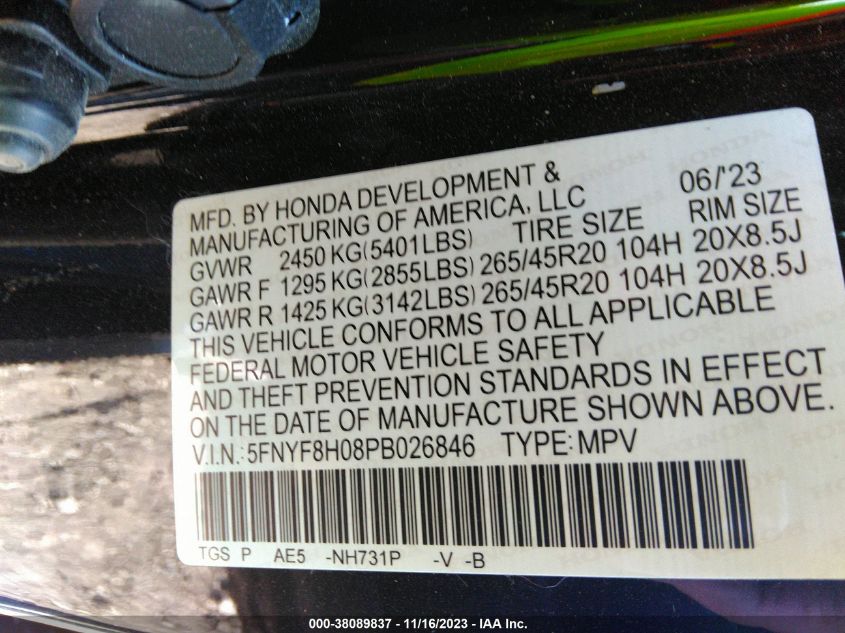 MFD. BY HONDA DEVELOPMENT & 06/'23
MANUFACTURING OF AMERICA, LLC
TIRE SIZE RIM SIZE
GVWR 2450 KG(5401LBS)
GAWR F 1295 KG(2855LBS) 265/45R20 104H 20X8.5J
GAWR R 1425 KG(3142LBS) 265/45R20 104H 20X8.5J
THIS VEHICLE CONFORMS TO ALL APPLICABLE
FEDERAL MOTOR VEHICLE SAFETY
AND THEFT PREVENTION STANDARDS IN EFFECT
ON THE DATE OF MANUFACTURE SHOWN ABOVE.
V.I.N.: 5FNYF8H08PB026846 TYPE: MPV
TGS P AE5 -NH731P -V -B
000-38089837 - 11/16/2023 - IAA Inc.